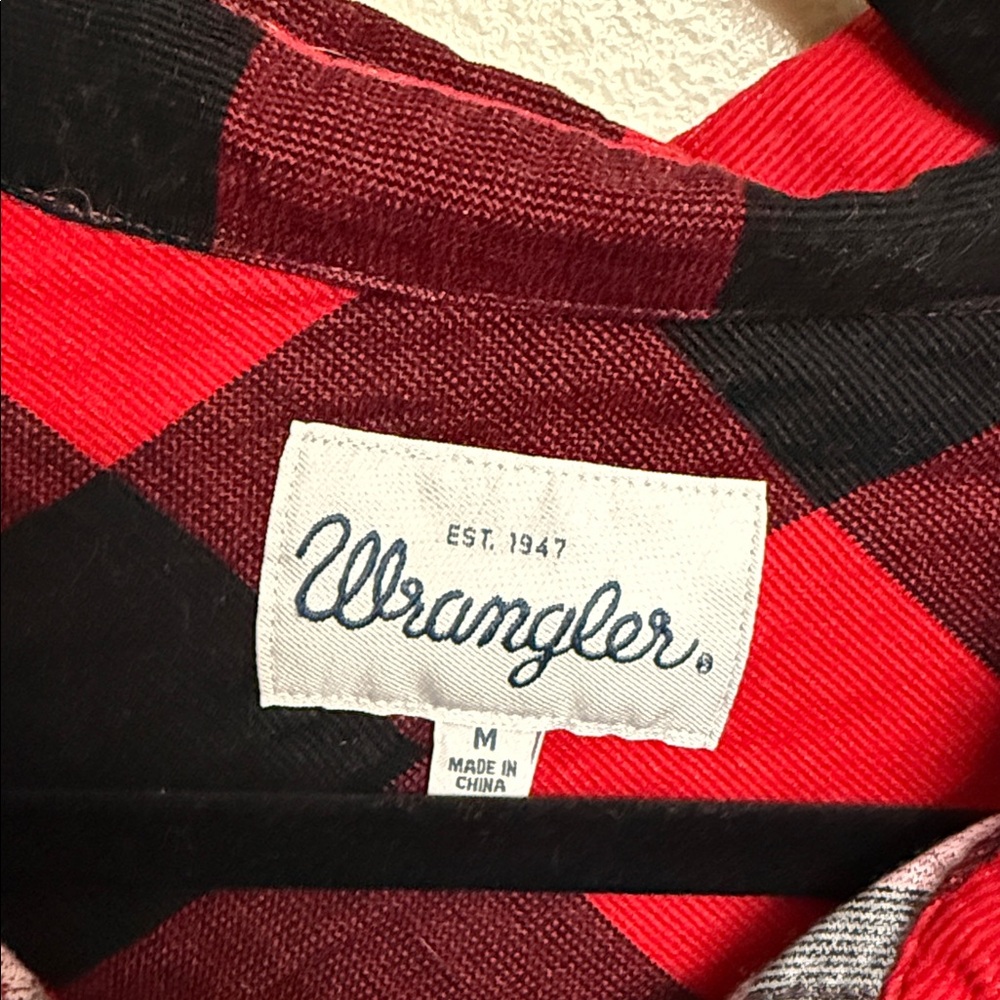 EST. 1947
Wrangler®
M
MADE IN
CHINA